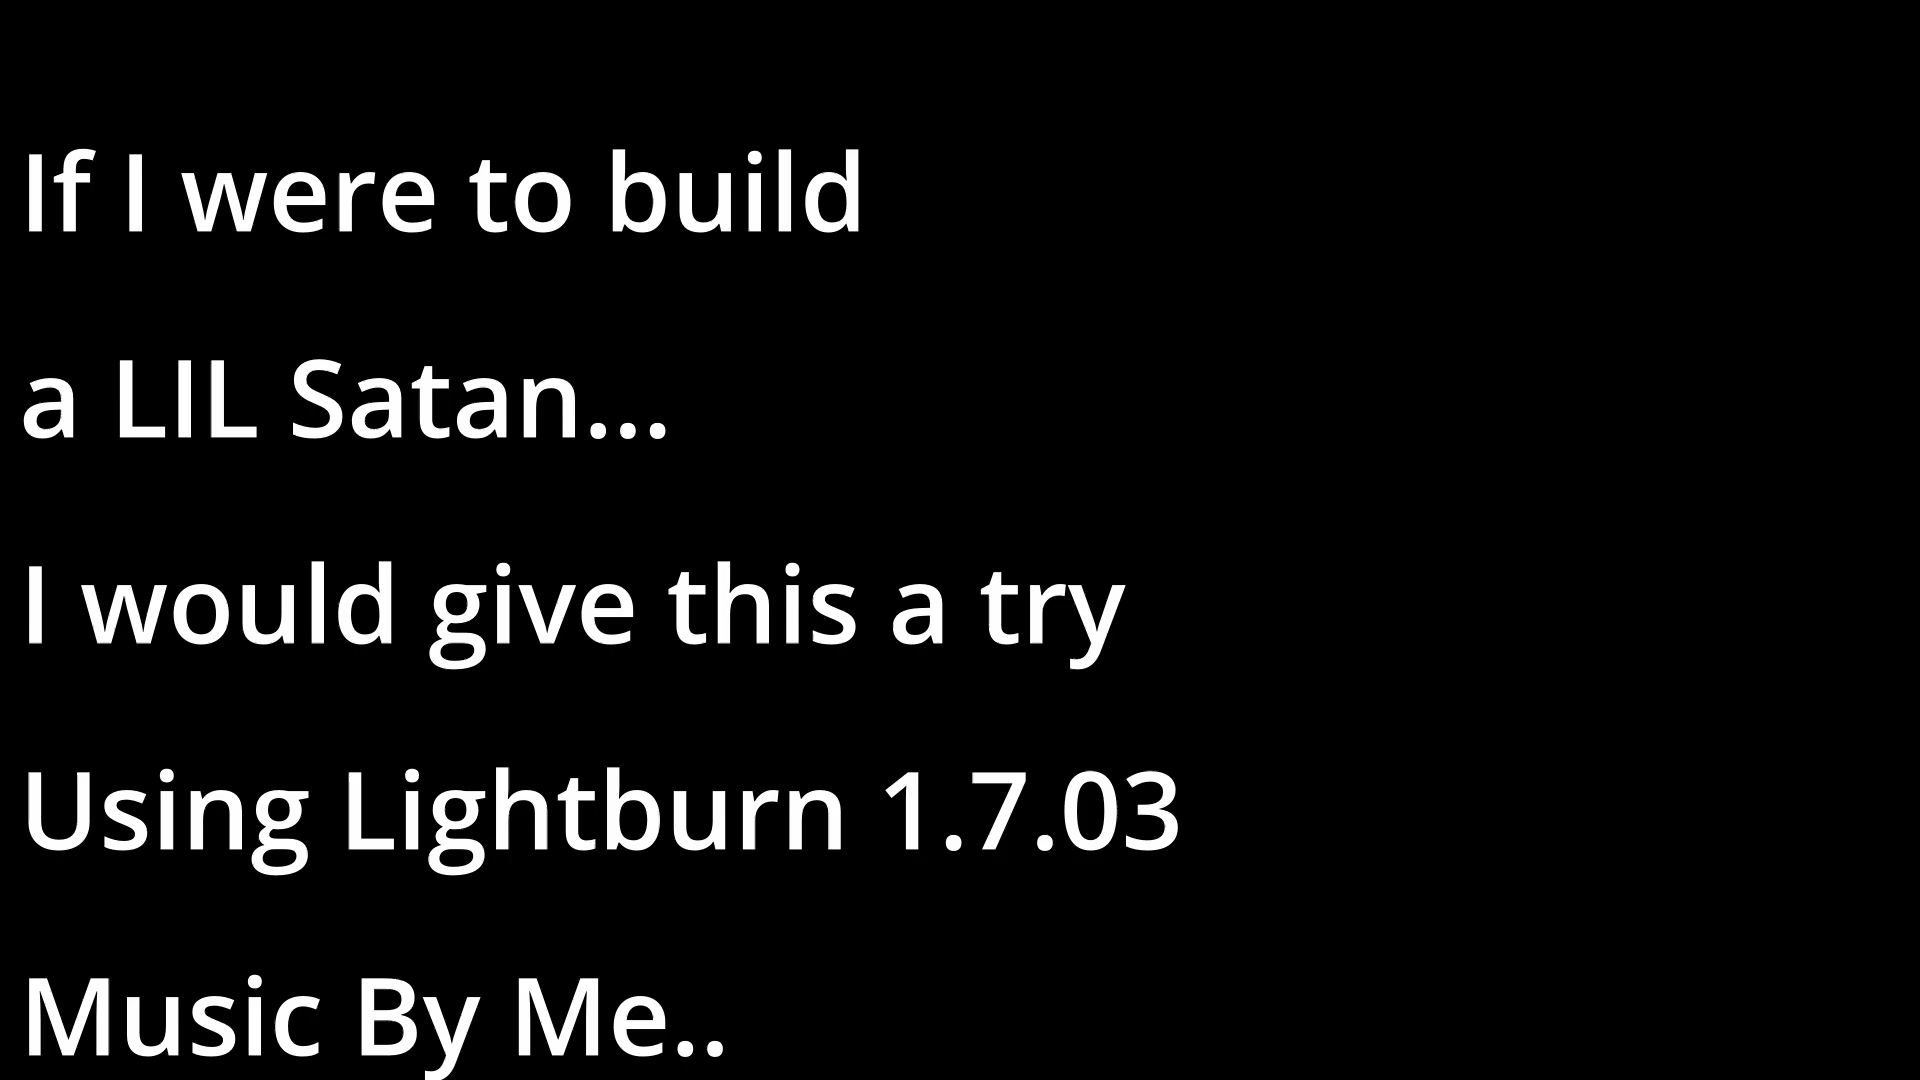 If I were to build
a LIL Satan...
I would give this a try
Using Lightburn 1.7.03
Music By Me..